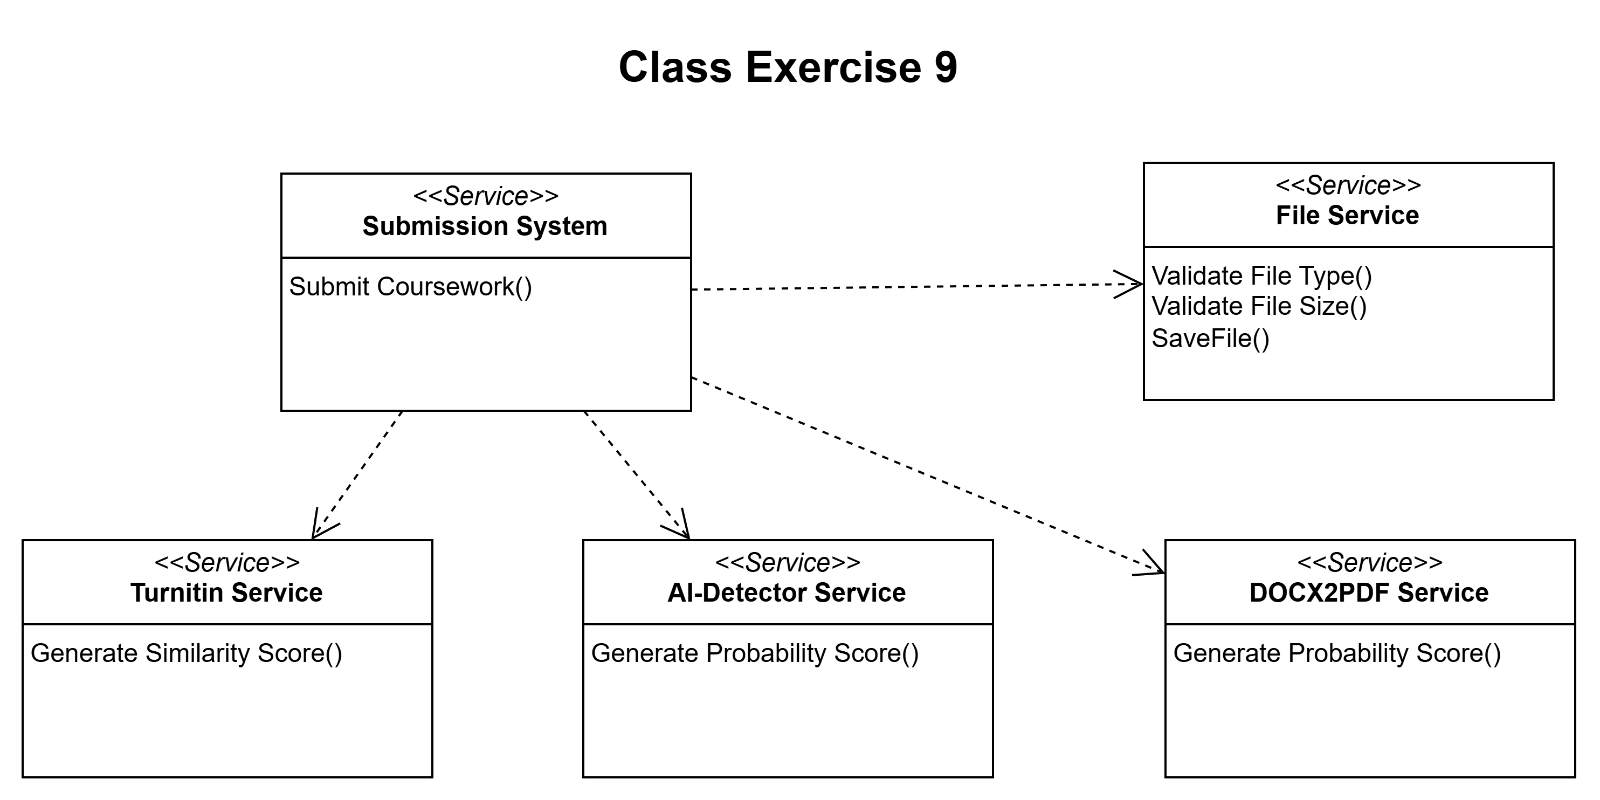 Class Exercise 9
<<Service>>
Submission System
Submit Coursework()
<<Service>>
File Service
Validate File Type()
Validate File Size()
SaveFile()
<<Service>>
Turnitin Service
Generate Similarity Score()
<<Service>>
AI-Detector Service
Generate Probability Score()
<<Service>>
DOCX2PDF Service
Generate Probability Score()